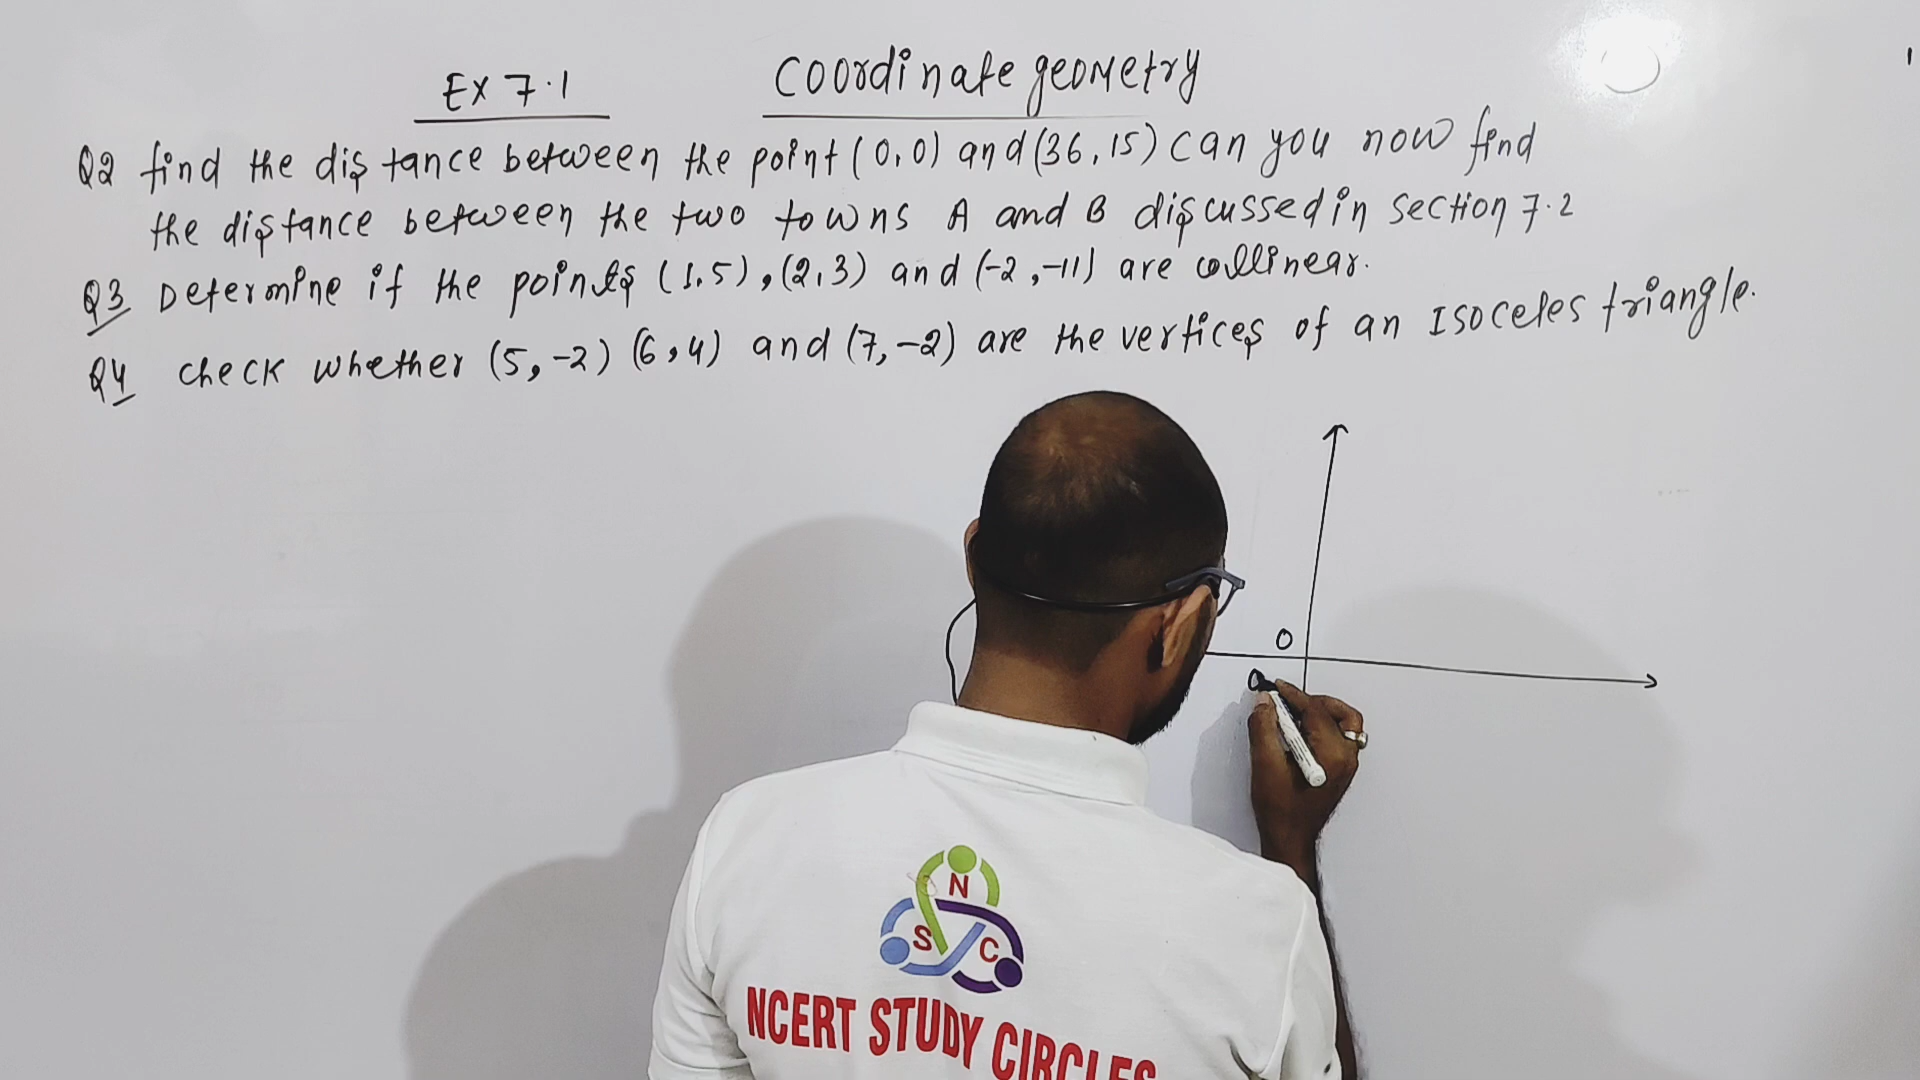 Ex 7.1 Coordinate geometry
Q2 find the distance between the point (0,0) and (36,15) can you now find
the distance between the two towns A and B discussed in section 7.2
Q3 Determine if the points (1,5), (2,3) and (-2,-11) are collinear.
Q4 check whether (5,-2) (6,4) and (7,-2) are the vertices of an Isoceles triangle.
O
N
S C
NCERT STUDY CIRCLES